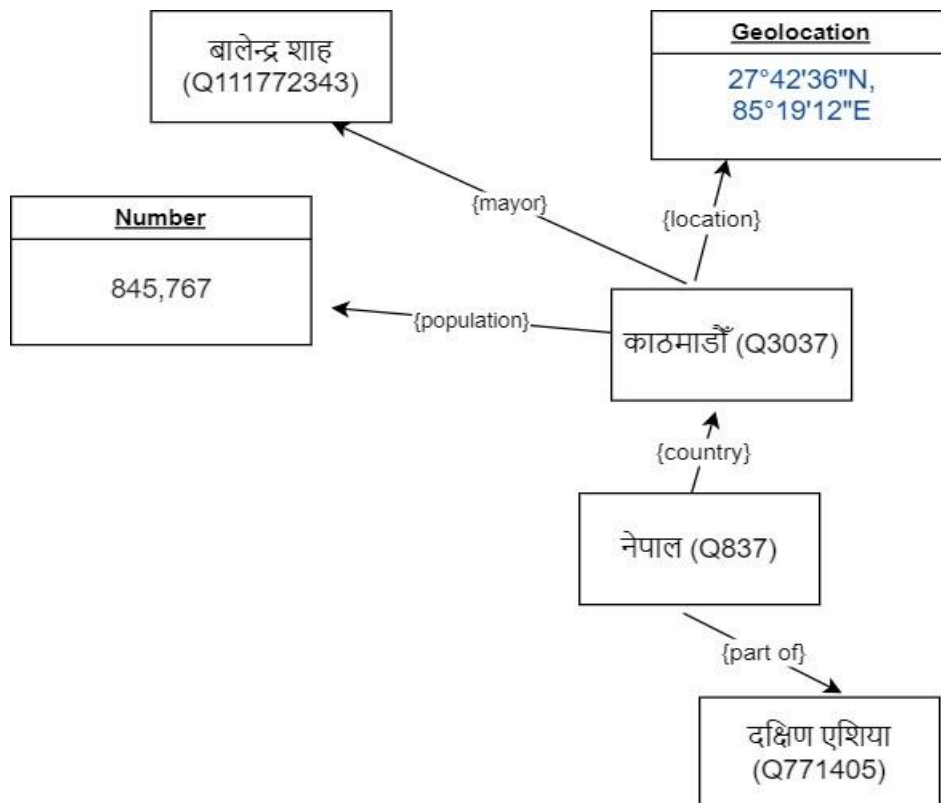 बालेन्द्र शाह
(Q111772343)
Geolocation
27°42'36"N,
85°19'12"E
{mayor}
{location}
Number
845,767
{population}
काठमाडौँ (Q3037)
{country}
नेपाल (Q837)
{part of}
दक्षिण एशिया
(Q771405)